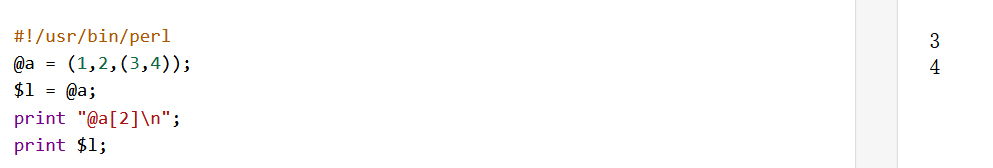 #!/usr/bin/perl
@a = (1,2,(3,4));
$l = @a;
print "@a[2]\n";
print $l;
3
4